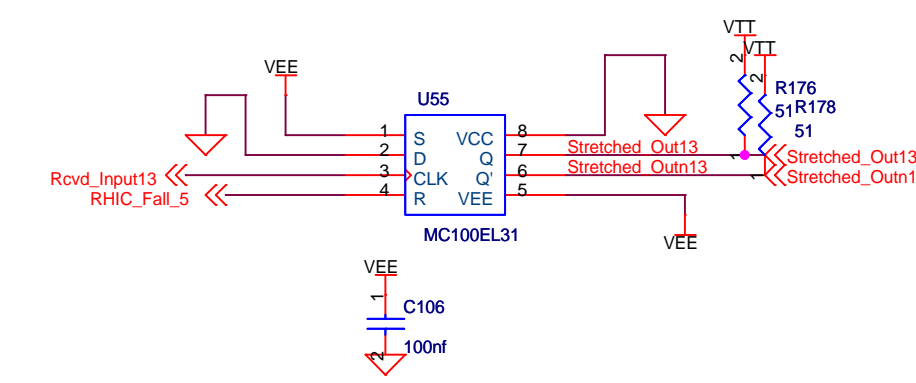 VTT
VTT
2
2
VEE
U55
R176
51
R178
51
1
S
VCC
8
2
D
Q
7
Stretched_Out13
1
Stretched_Out13
Rcvd_Input13
3
CLK
Q'
6
Stretched_Outn13
1
Stretched_Outn1
RHIC_Fall_5
4
R
VEE
5
MC100EL31
VEE
VEE
1
C106
100nf
2